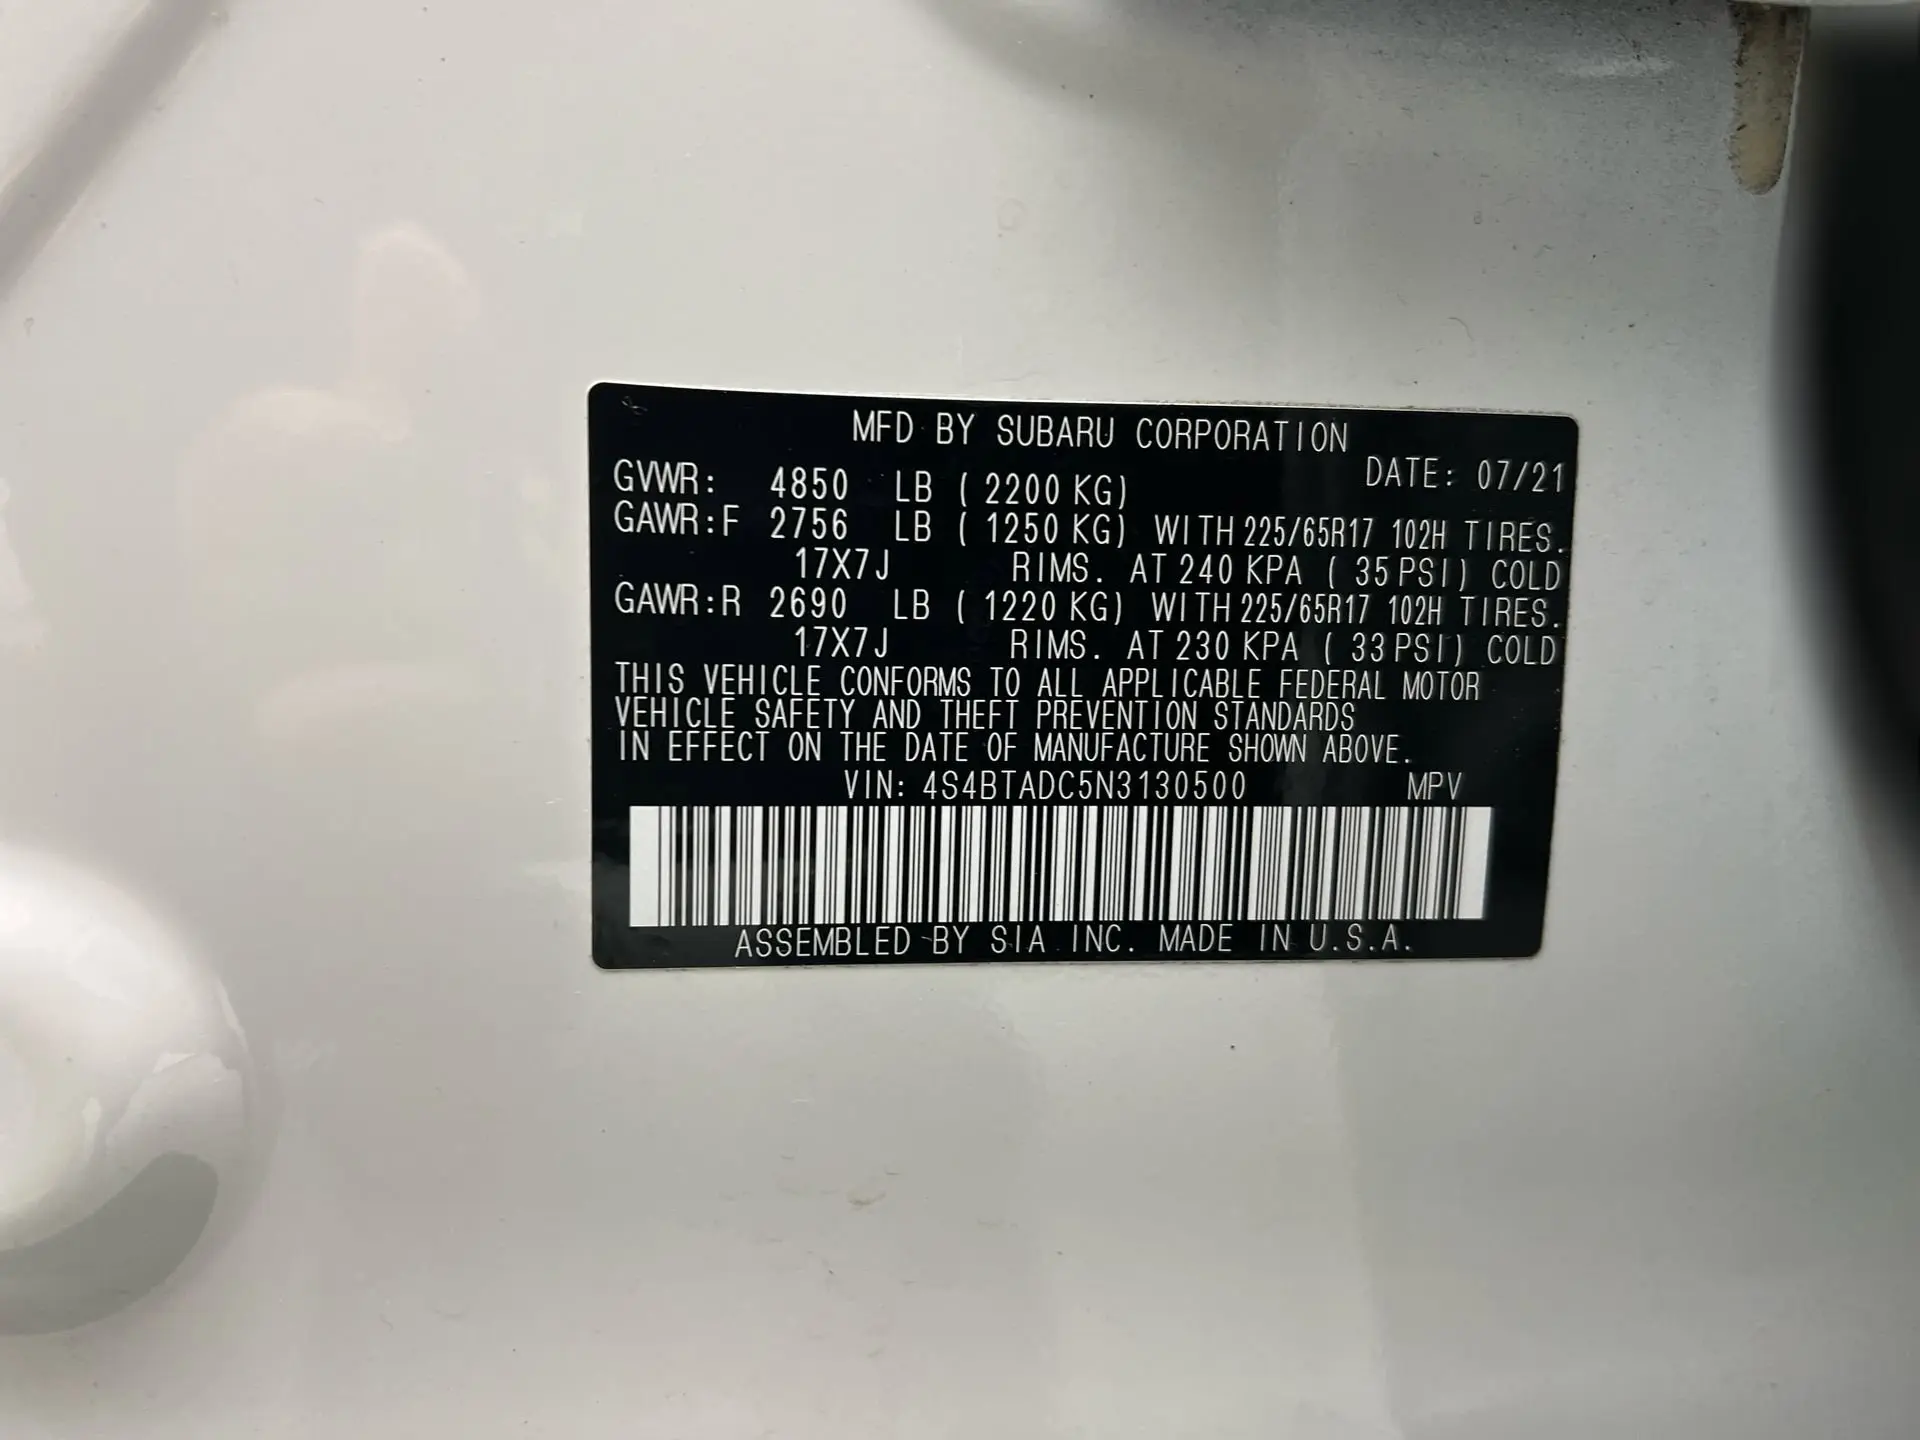 MFD BY SUBARU CORPORATION
DATE: 07/21
GVWR: 4850 LB ( 2200 KG)
GAWR:F 2756 LB ( 1250 KG) WITH 225/65R17 102H TIRES.
17X7J RIMS. AT 240 KPA ( 35 PSI) COLD
GAWR:R 2690 LB ( 1220 KG) WITH 225/65R17 102H TIRES.
17X7J RIMS. AT 230 KPA ( 33 PSI) COLD
THIS VEHICLE CONFORMS TO ALL APPLICABLE FEDERAL MOTOR
VEHICLE SAFETY AND THEFT PREVENTION STANDARDS
IN EFFECT ON THE DATE OF MANUFACTURE SHOWN ABOVE.
VIN: 4S4BTADC5N3130500 MPV
ASSEMBLED BY SIA INC. MADE IN U.S.A.